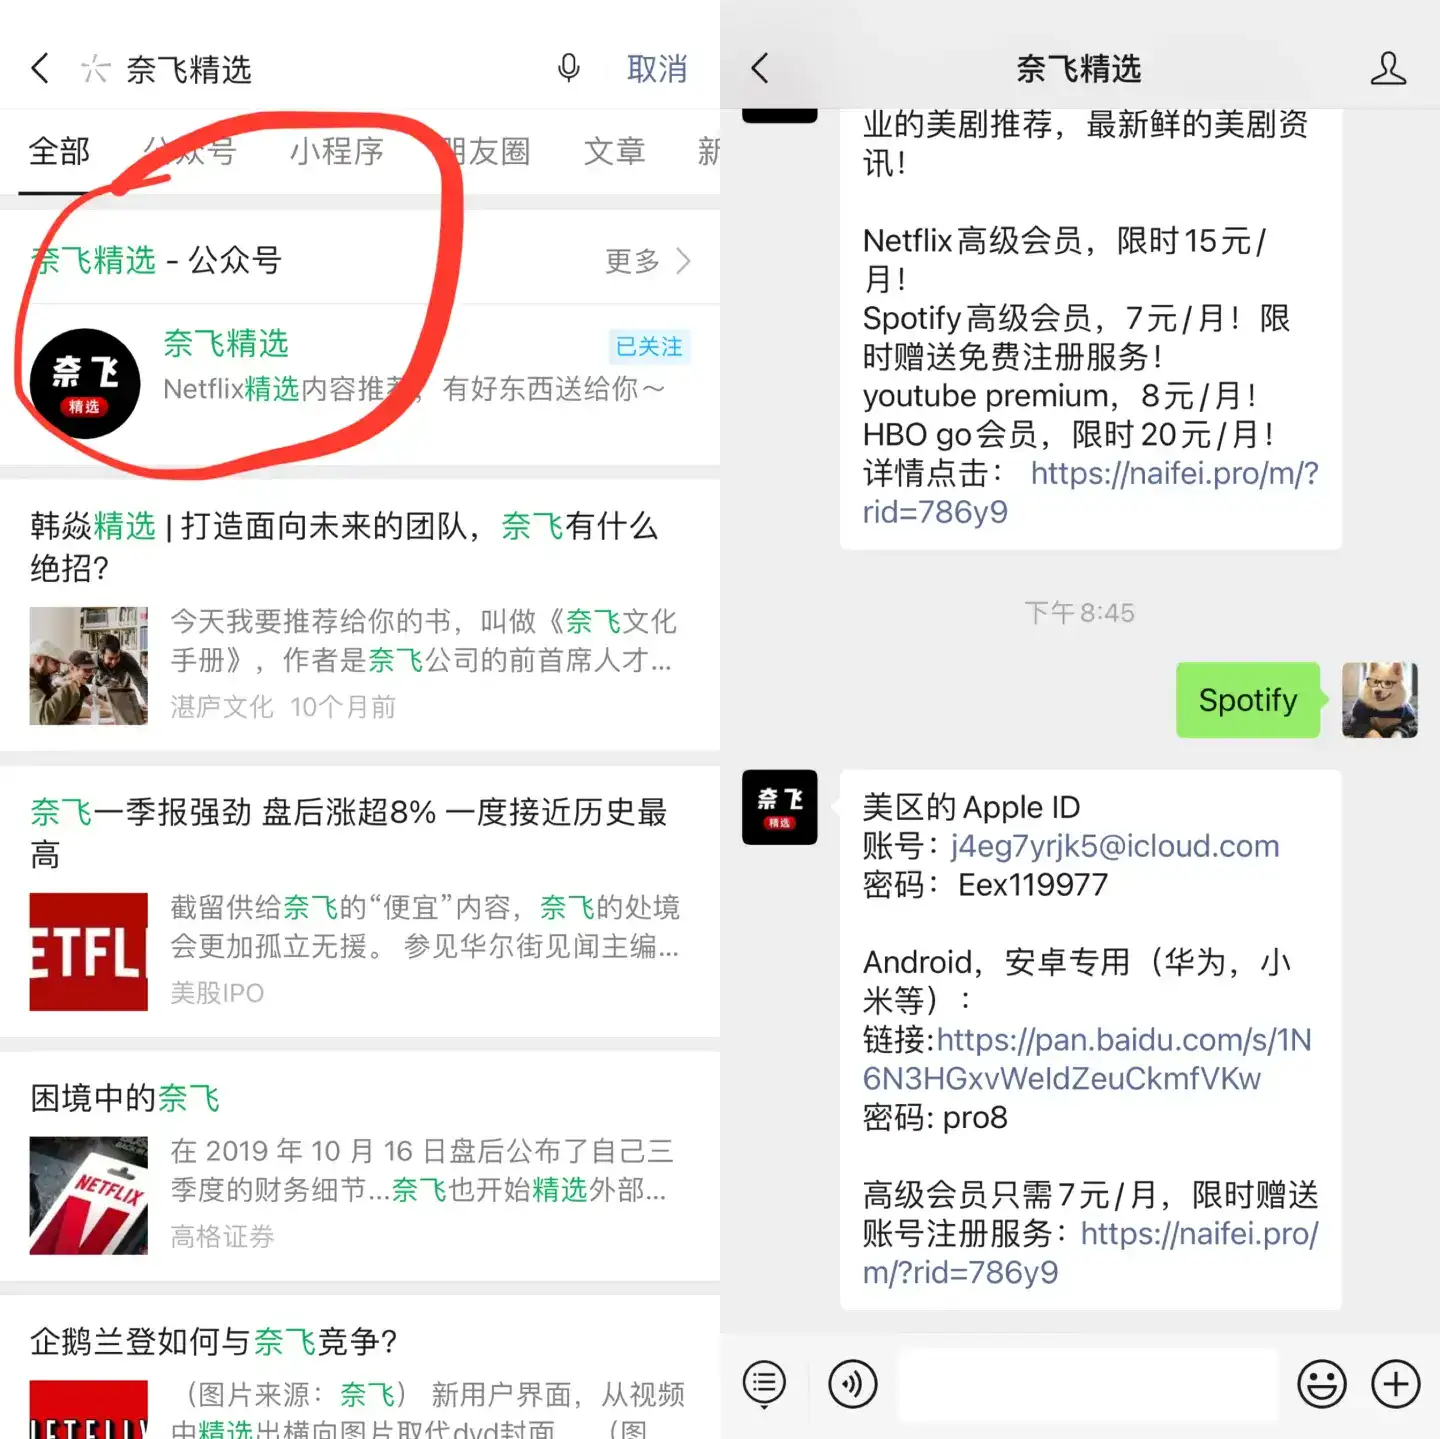 奈飞精选
取消
全部
公众号
小程序
朋友圈
文章
新
奈飞精选 - 公众号
更多
奈飞
精选
奈飞精选
已关注
Netflix精选内容推荐，有好东西送给你～
韩焱精选 | 打造面向未来的团队，奈飞有什么
绝招？
今天我要推荐给你的书，叫做《奈飞文化
手册》，作者是奈飞公司的前首席人才...
湛庐文化 10个月前
奈飞一季报强劲 盘后涨超8% 一度接近历史最
高
ETFLI
截留供给奈飞的“便宜”内容，奈飞的处境
会更加孤立无援。 参见华尔街见闻主编...
美股IPO
困境中的奈飞
NETFLIX
在 2019 年 10 月 16 日盘后公布了自己三
季度的财务细节...奈飞也开始精选外部...
高格证券
企鹅兰登如何与奈飞竞争？
（图片来源：奈飞） 新用户界面，从视频
中精选出横向图片取代dvd封面
（图
奈飞精选
业的美剧推荐，最新鲜的美剧资
讯！
Netflix高级会员，限时15元/
月！
Spotify高级会员，7元/月！限
时赠送免费注册服务！
youtube premium，8元/月！
HBO go会员，限时20元/月！
详情点击： https://naifei.pro/m/?
rid=786y9
下午8:45
Spotify
奈飞
精选
美区的Apple ID
账号：j4eg7yrjk5@icloud.com
密码：Eex119977
Android，安卓专用（华为，小
米等）：
链接:https://pan.baidu.com/s/1N
6N3HGxvWeIdZeuCkmfVKw
密码: pro8
高级会员只需7元/月，限时赠送
账号注册服务：https://naifei.pro/
m/?rid=786y9